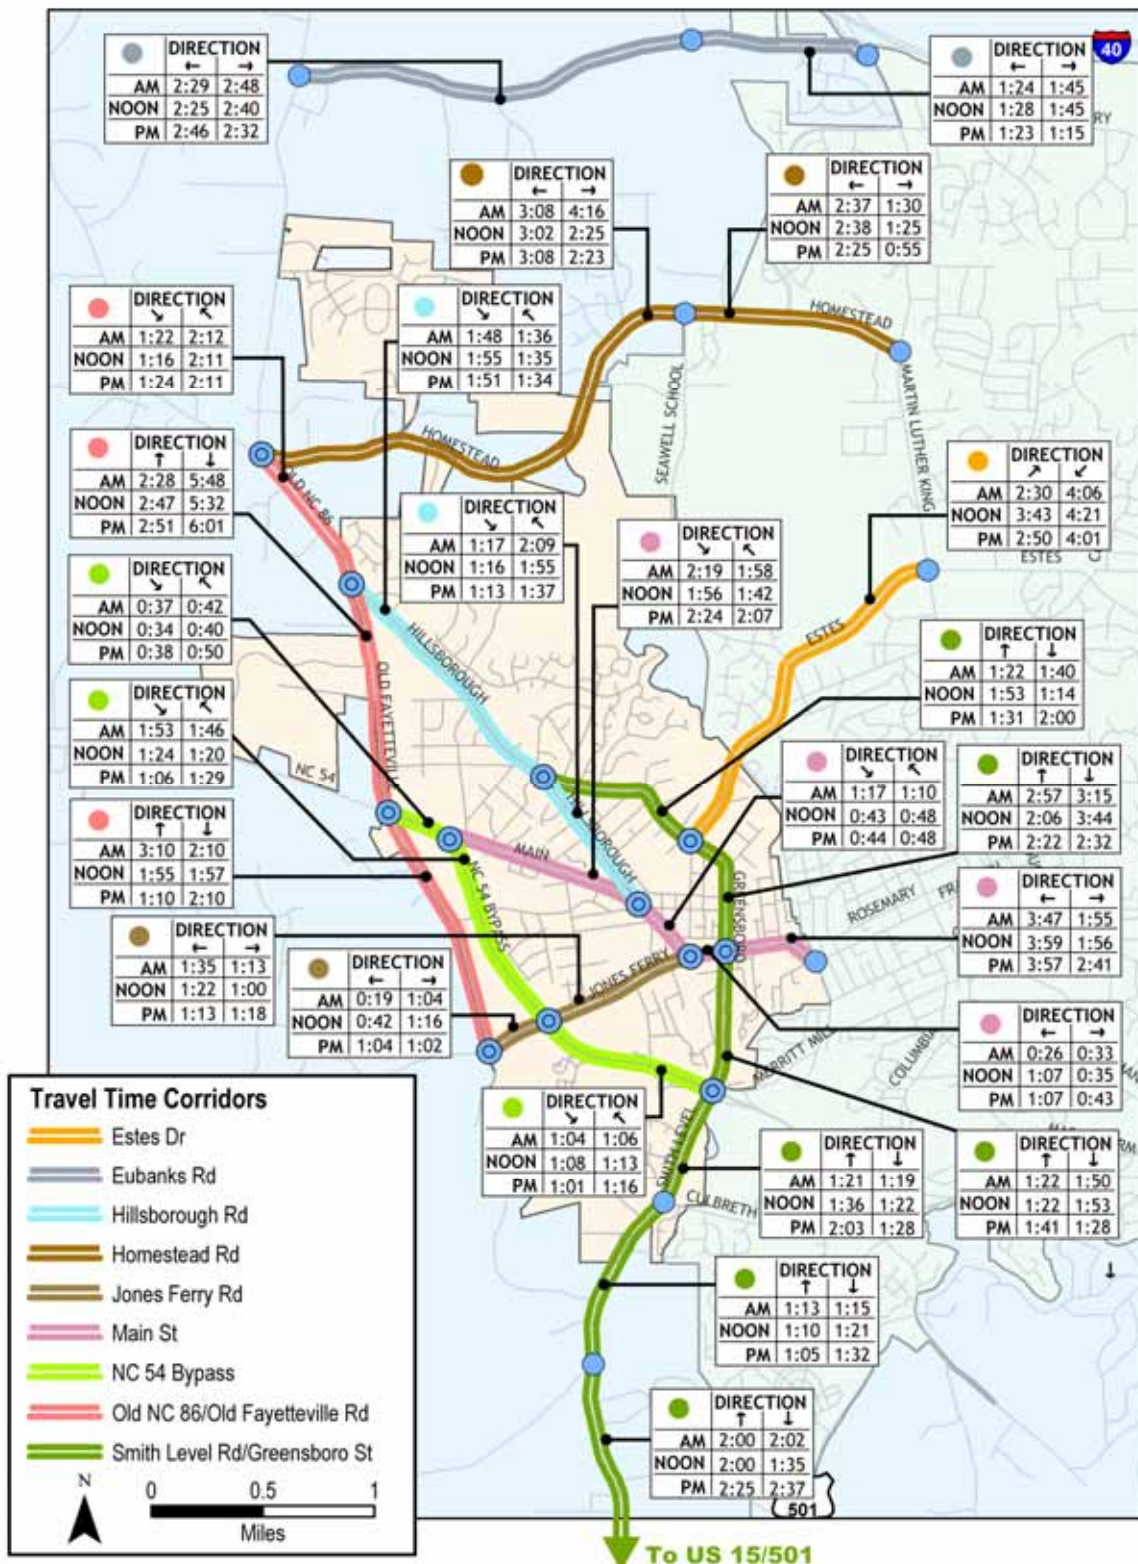 DIRECTION
← →
AM 2:29 2:48
NOON 2:25 2:40
PM 2:46 2:32
40
DIRECTION
← →
AM 1:24 1:45
NOON 1:28 1:45
PM 1:23 1:15
DIRECTION
← →
AM 3:08 4:16
NOON 3:02 2:25
PM 3:08 2:23
DIRECTION
← →
AM 2:37 1:30
NOON 2:38 1:25
PM 2:25 0:55
DIRECTION
↘ ↖
AM 1:22 2:12
NOON 1:16 2:11
PM 1:24 2:11
DIRECTION
↘ ↖
AM 1:48 1:36
NOON 1:55 1:35
PM 1:51 1:34
HOMESTEAD
SEAWELL SCHOOL
MARTIN LUTHER KING
HOMESTEAD
OLD NC 86
DIRECTION
↑ ↓
AM 2:28 5:48
NOON 2:47 5:32
PM 2:51 6:01
DIRECTION
↗ ↙
AM 2:30 4:06
NOON 3:43 4:21
PM 2:50 4:01
ESTES
DIRECTION
↘ ↖
AM 1:17 2:09
NOON 1:16 1:55
PM 1:13 1:37
DIRECTION
↘ ↖
AM 2:19 1:58
NOON 1:56 1:42
PM 2:24 2:07
DIRECTION
↘ ↖
AM 0:37 0:42
NOON 0:34 0:40
PM 0:38 0:50
HILLSBOROUGH
ESTES
DIRECTION
↑ ↓
AM 1:22 1:40
NOON 1:53 1:14
PM 1:31 2:00
DIRECTION
↘ ↖
AM 1:53 1:46
NOON 1:24 1:20
PM 1:06 1:29
OLD FAYETTEVILLE
NC 54
DIRECTION
↘ ↖
AM 1:17 1:10
NOON 0:43 0:48
PM 0:44 0:48
DIRECTION
↑ ↓
AM 2:57 3:15
NOON 2:06 3:44
PM 2:22 2:32
DIRECTION
↑ ↓
AM 3:10 2:10
NOON 1:55 1:57
PM 1:10 2:10
MAIN
HILLSBOROUGH
NC 54 BYPASS
GREENSBORO
ROSEMARY
DIRECTION
← →
AM 3:47 1:55
NOON 3:59 1:56
PM 3:57 2:41
DIRECTION
← →
AM 1:35 1:13
NOON 1:22 1:00
PM 1:13 1:18
DIRECTION
← →
AM 0:19 1:04
NOON 0:42 1:16
PM 1:04 1:02
JONES FERRY
MERRITT MILL
COLUMBIA
DIRECTION
← →
AM 0:26 0:33
NOON 1:07 0:35
PM 1:07 0:43
DIRECTION
↘ ↖
AM 1:04 1:06
NOON 1:08 1:13
PM 1:01 1:16
SMITH LEVEL
CULBRETH
DIRECTION
↑ ↓
AM 1:21 1:19
NOON 1:36 1:22
PM 2:03 1:28
DIRECTION
↑ ↓
AM 1:22 1:50
NOON 1:22 1:53
PM 1:41 1:28
↓
DIRECTION
↑ ↓
AM 1:13 1:15
NOON 1:10 1:21
PM 1:05 1:32
DIRECTION
↑ ↓
AM 2:00 2:02
NOON 2:00 1:35
PM 2:25 2:37
501
To US 15/501
Travel Time Corridors
Estes Dr
Eubanks Rd
Hillsborough Rd
Homestead Rd
Jones Ferry Rd
Main St
NC 54 Bypass
Old NC 86/Old Fayetteville Rd
Smith Level Rd/Greensboro St
N
0 0.5 1
Miles